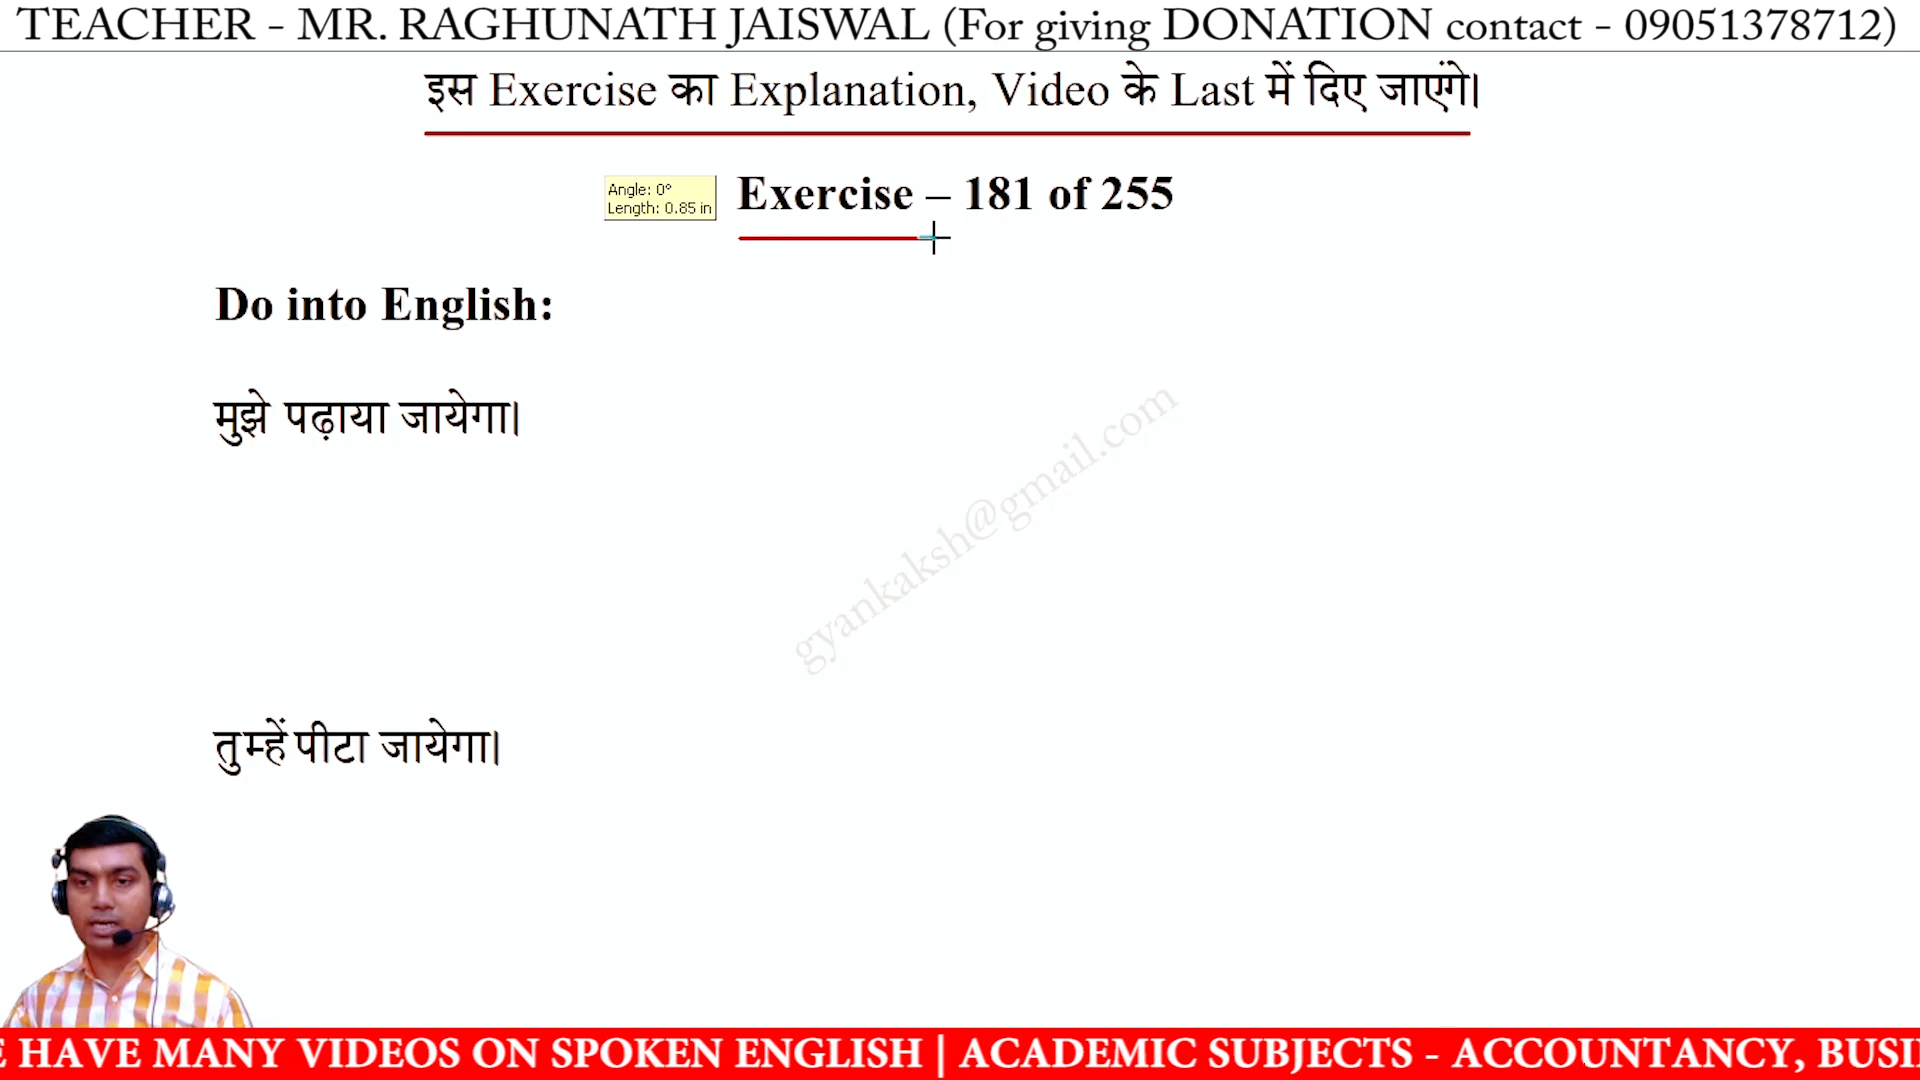 TEACHER - MR. RAGHUNATH JAISWAL (For giving DONATION contact - 09051378712)
इस Exercise का Explanation, Video के Last में दिए जाएंगे।
Angle: 0°
Length: 0.85 in
Exercise – 181 of 255
Do into English:
मुझे पढ़ाया जायेगा।
gyankaksh@gmail.com
तुम्हें पीटा जायेगा।
E HAVE MANY VIDEOS ON SPOKEN ENGLISH | ACADEMIC SUBJECTS - ACCOUNTANCY, BUSI